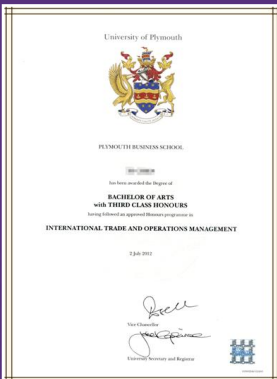 University of Plymouth
PLYMOUTH BUSINESS SCHOOL
has been awarded the Degree of
BACHELOR OF ARTS
with THIRD CLASS HONOURS
having followed an approved Honours programme in
INTERNATIONAL TRADE AND OPERATIONS MANAGEMENT
2 July 2012
Vice-Chancellor
University Secretary and Registrar